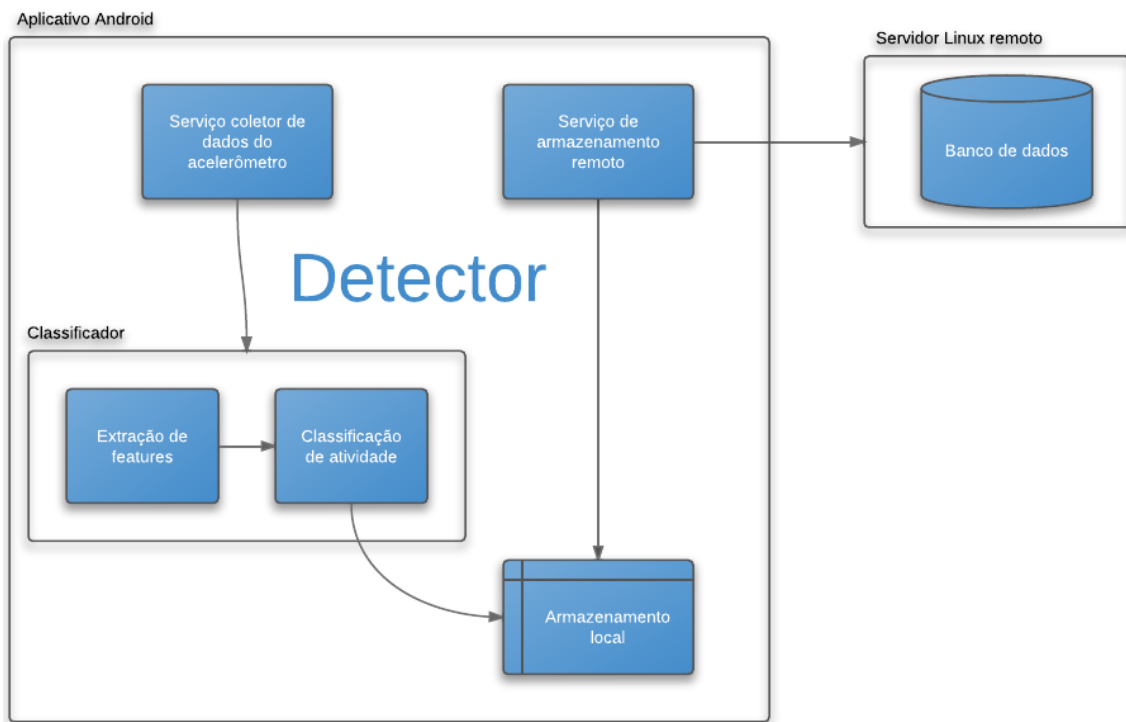 Aplicativo Android
Servidor Linux remoto
Serviço coletor de
dados do
acelerômetro
Serviço de
armazenamento
remoto
Banco de dados
Detector
Classificador
Extração de
features
Classificação
de atividade
Armazenamento
local